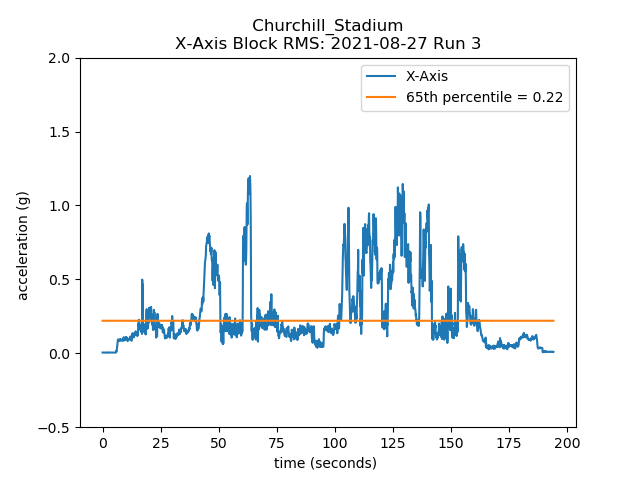 Churchill_Stadium
X-Axis Block RMS: 2021-08-27 Run 3
2.0
1.5
1.0
0.5
0.0
−0.5
acceleration (g)
X-Axis
65th percentile = 0.22
0 25 50 75 100 125 150 175 200
time (seconds)